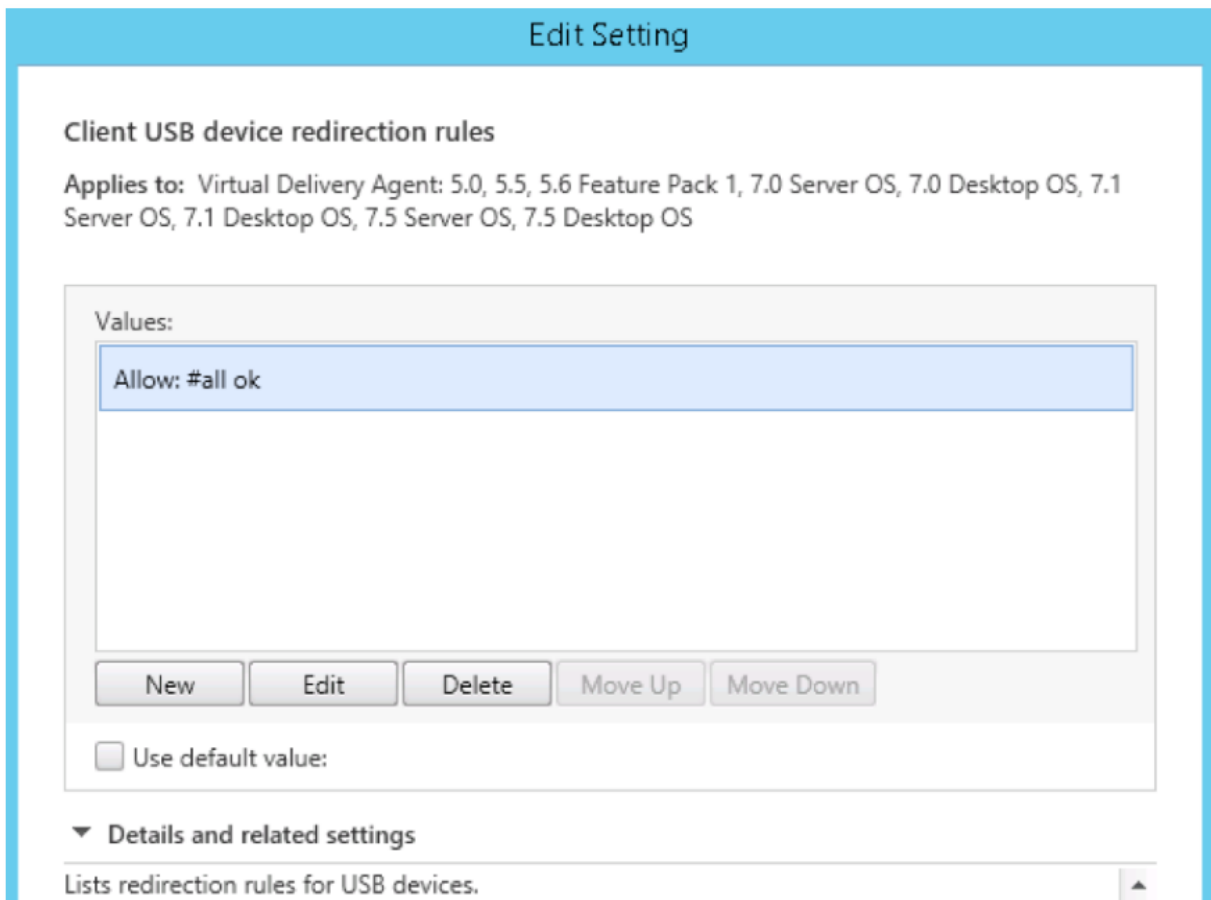 Edit Setting
Client USB device redirection rules
Applies to: Virtual Delivery Agent: 5.0, 5.5, 5.6 Feature Pack 1, 7.0 Server OS, 7.0 Desktop OS, 7.1
Server OS, 7.1 Desktop OS, 7.5 Server OS, 7.5 Desktop OS
Values:
Allow: #all ok
New Edit Delete Move Up Move Down
Use default value:
Details and related settings
Lists redirection rules for USB devices.